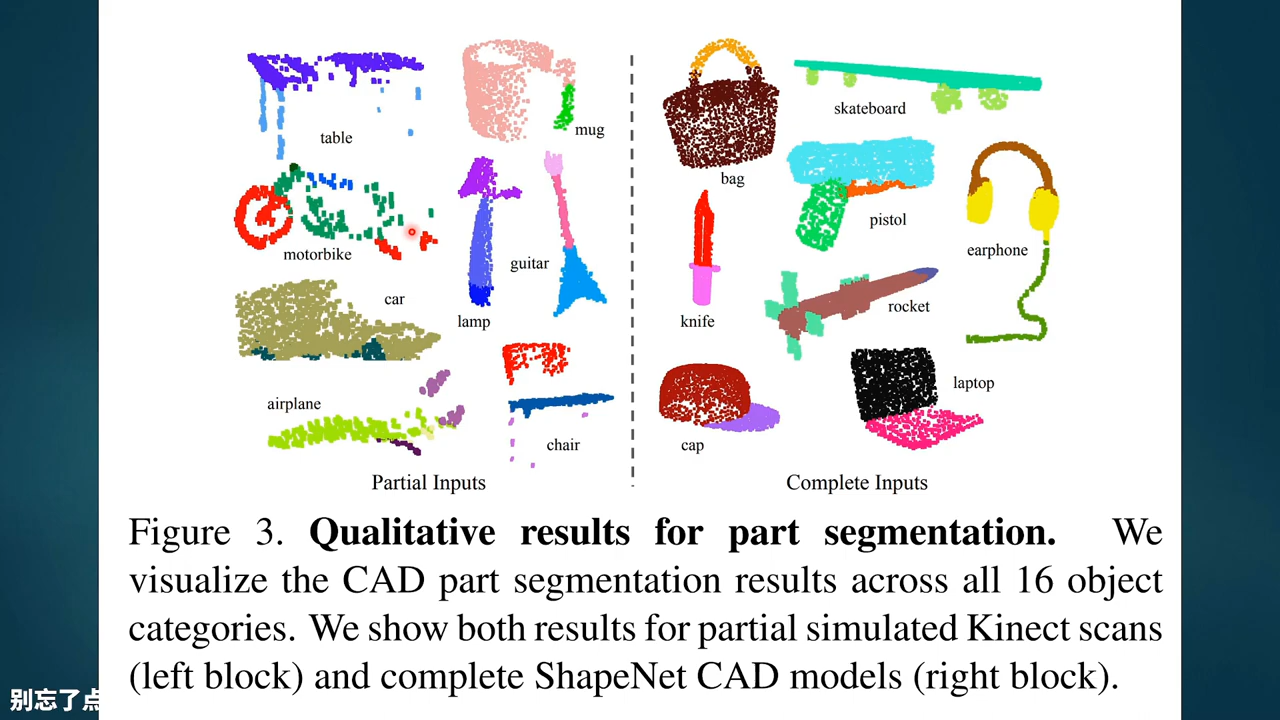 table
mug
motorbike
guitar
lamp
car
airplane
chair
Partial Inputs
bag
skateboard
pistol
earphone
knife
rocket
cap
laptop
Complete Inputs
Figure 3. Qualitative results for part segmentation. We
visualize the CAD part segmentation results across all 16 object
categories. We show both results for partial simulated Kinect scans
(left block) and complete ShapeNet CAD models (right block).
别忘了点